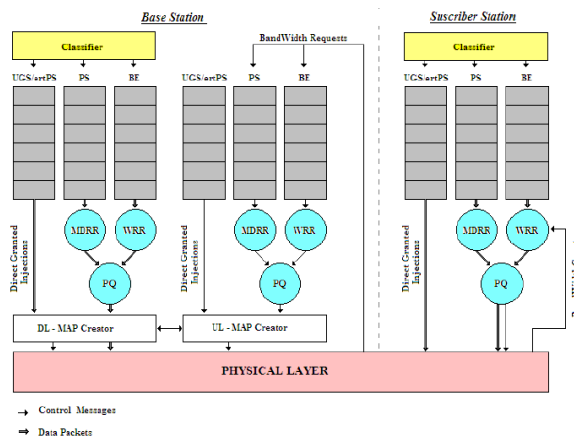 Base Station
Suscriber Station
BandWidth Requests
Classifier
Classifier
UGS/ertPS PS BE
UGS/ertPS PS BE
UGS/ertPS PS BE
Direct Granted Injections
MDRR WRR
PQ
Direct Granted Injections
MDRR WRR
PQ
Direct Granted Injections
MDRR WRR
PQ
DL - MAP Creator
UL - MAP Creator
PHYSICAL LAYER
Control Messages
Data Packets